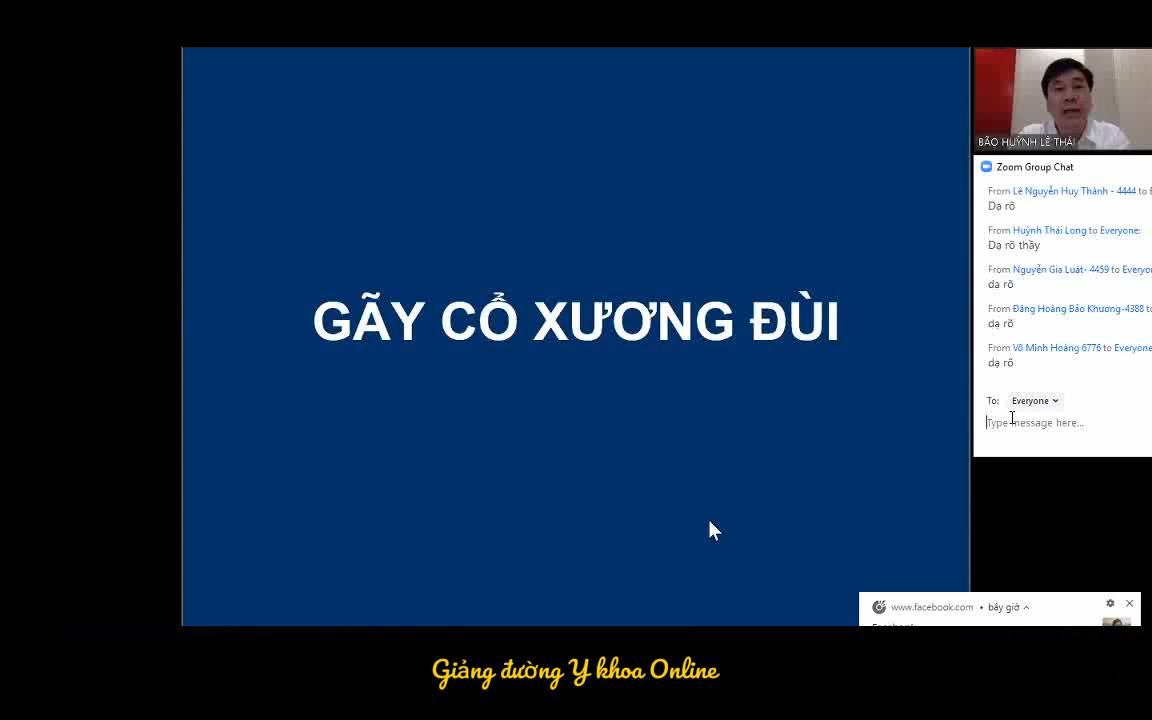 GÃY CỔ XƯƠNG ĐÙI
BẢO HUỲNH LÊ THÁI
Zoom Group Chat
From Lê Nguyễn Huy Thành - 4444 to
Dạ rõ
From Huỳnh Thái Long to Everyone:
Dạ rõ thầy
From Nguyễn Gia Luật- 4459 to Everyo
dạ rõ
From Đặng Hoàng Bảo Khương-4388 to
dạ rõ
From Võ Minh Hoàng 6776 to Everyone
dạ rõ
To: Everyone
Type message here...
www.facebook.com • bây giờ
Giảng đường Y khoa Online